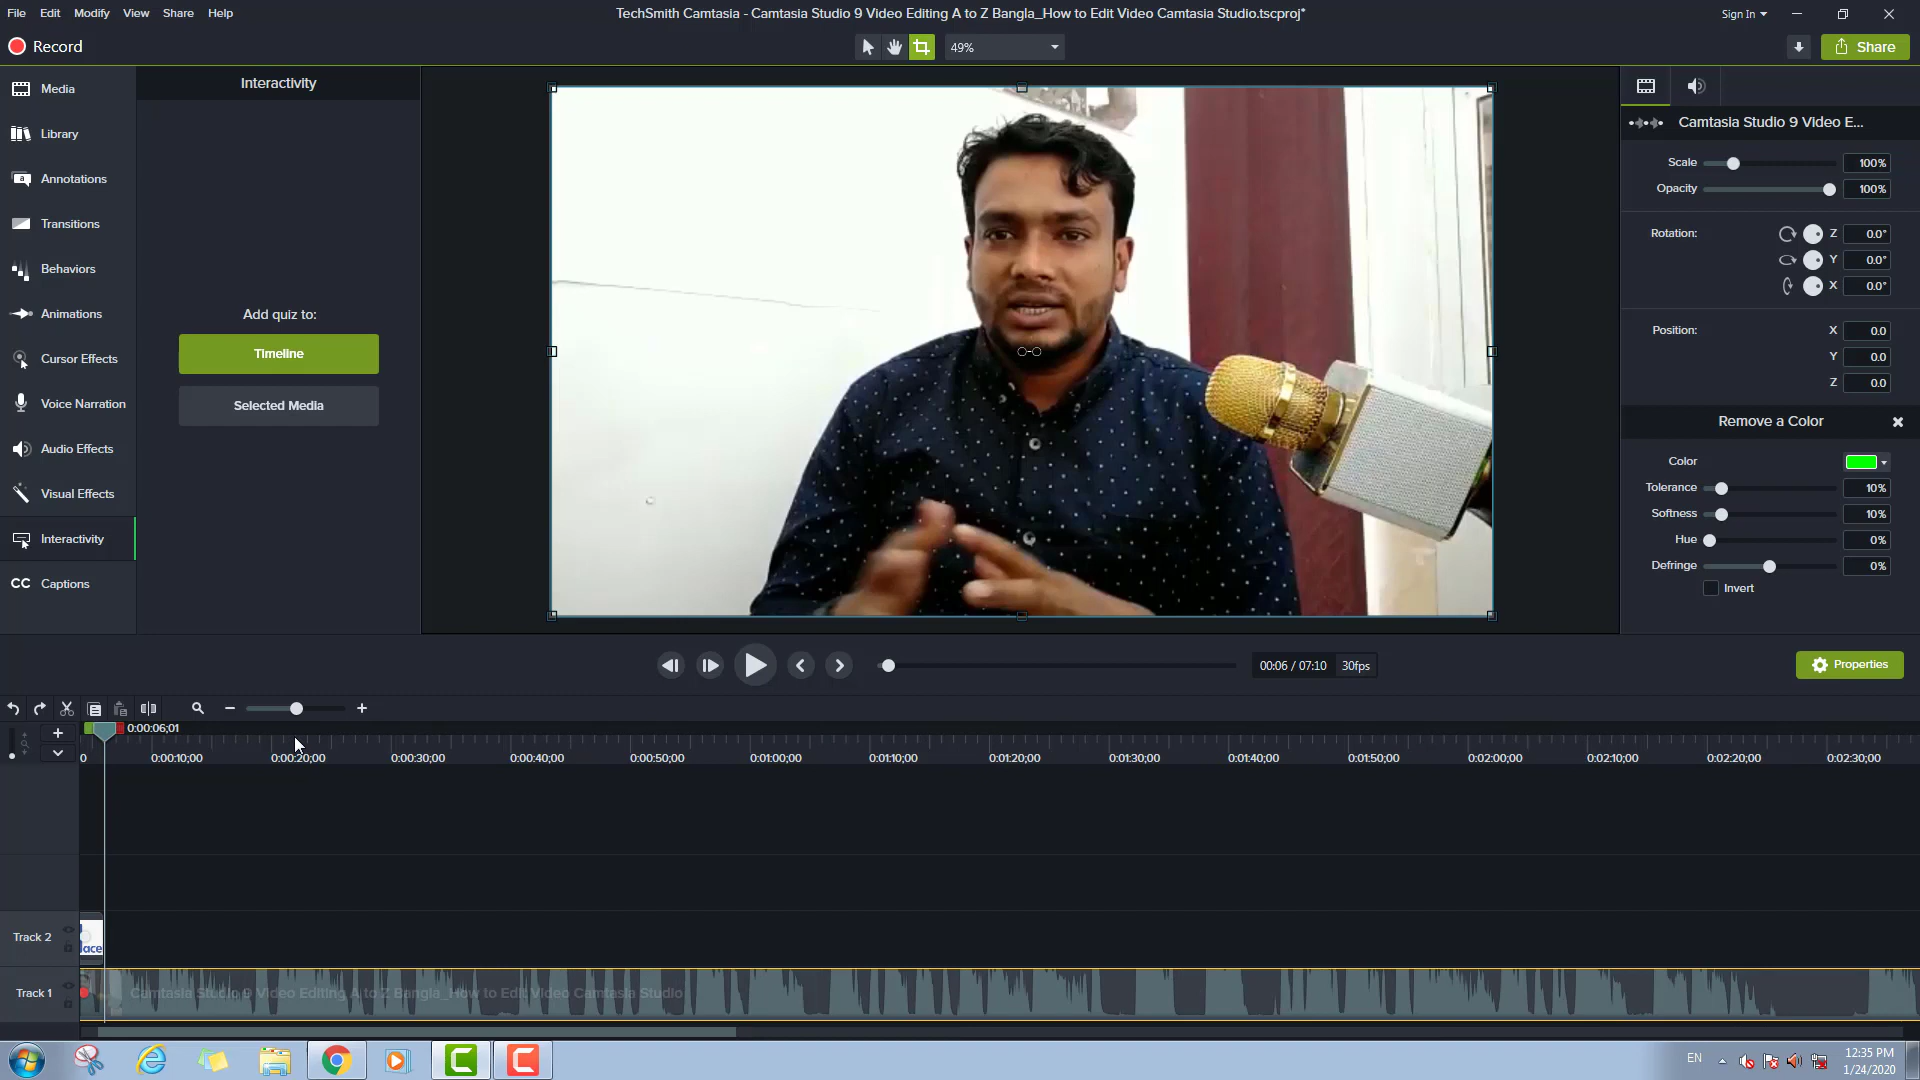 File Edit Modify View Share Help
TechSmith Camtasia - Camtasia Studio 9 Video Editing A to Z Bangla_How to Edit Video Camtasia Studio.tscproj*
Sign In
Record
49%
Share
Media
Library
Annotations
Transitions
Behaviors
Animations
Cursor Effects
Voice Narration
Audio Effects
Visual Effects
Interactivity
CC Captions
Interactivity
Add quiz to:
Timeline
Selected Media
Camtasia Studio 9 Video E...
Scale 100%
Opacity 100%
Rotation: Z 0.0°
Y 0.0°
X 0.0°
Position: X 0.0
Y 0.0
Z 0.0
Remove a Color
Color
Tolerance 10%
Softness 10%
Hue 0%
Defringe 0%
Invert
00:06 / 07:10 30fps
Properties
0:00:06;01
0 0:00:10;00 0:00:20;00 0:00:30;00 0:00:40;00 0:00:50;00 0:01:00;00 0:01:10;00 0:01:20;00 0:01:30;00 0:01:40;00 0:01:50;00 0:02:00;00 0:02:10;00 0:02:20;00 0:02:30;00
Track 2
lace
Track 1
Camtasia Studio 9 Video Editing A to Z Bangla_How to Edit Video Camtasia Studio
EN
12:35 PM
1/24/2020